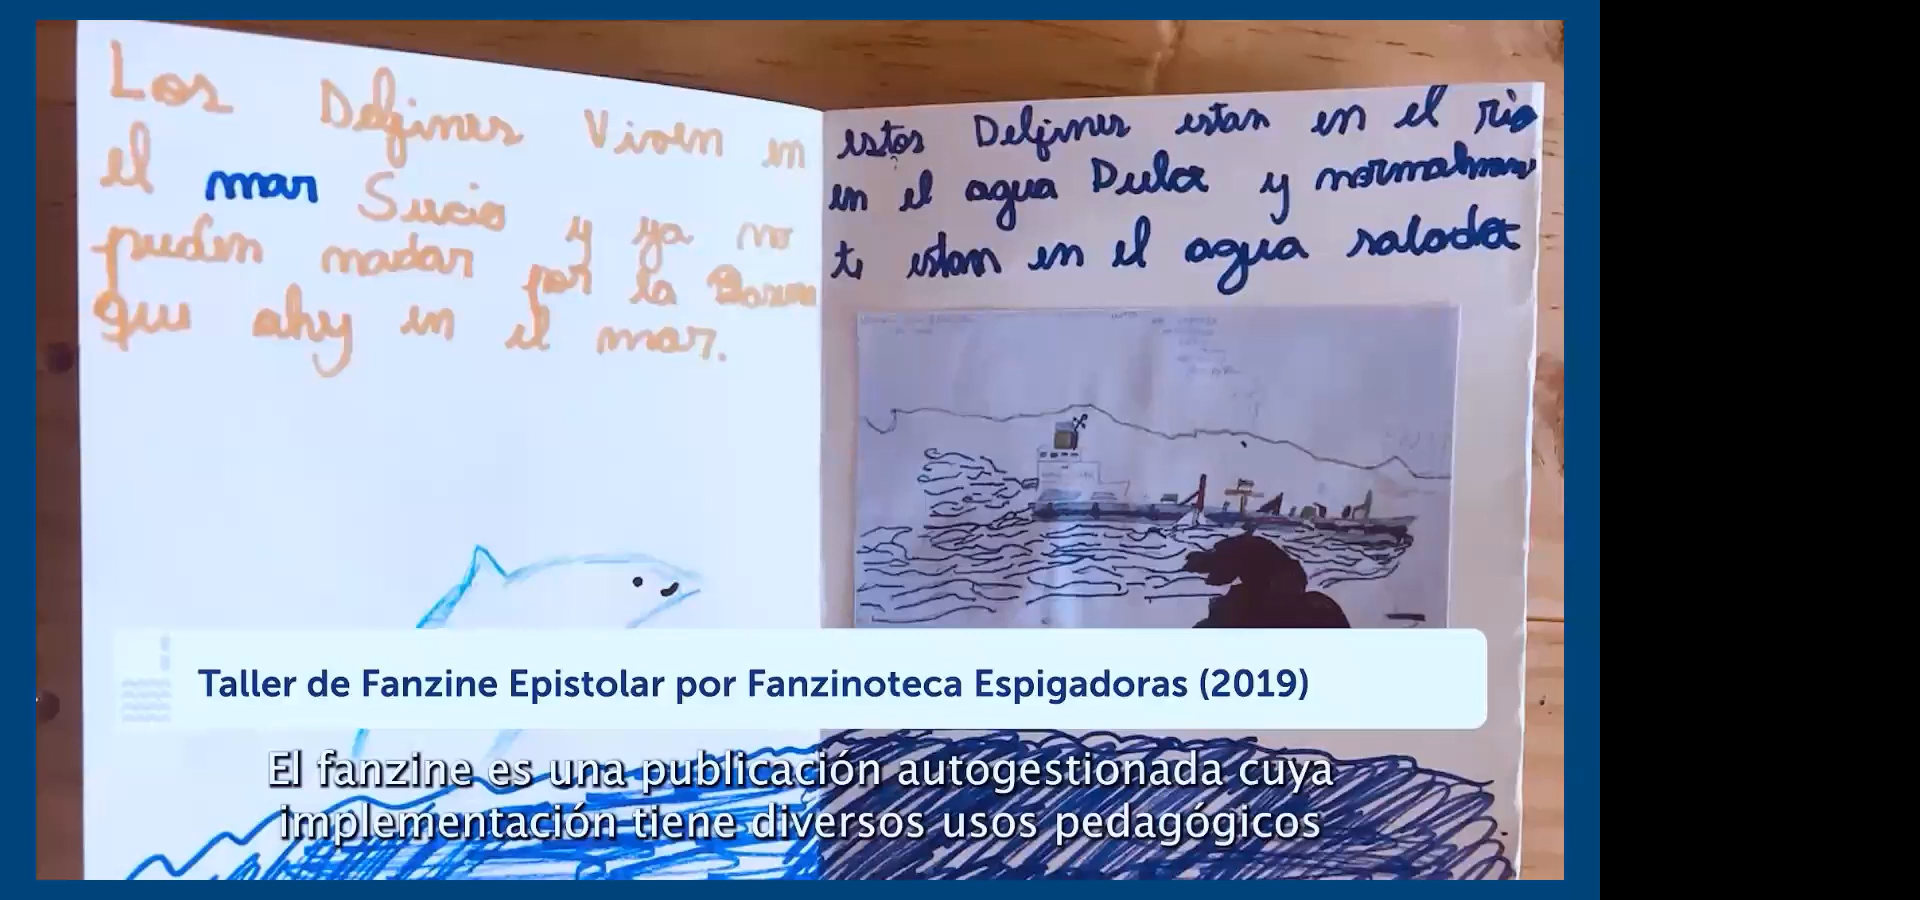 Los Delfines Viven en
el mar Sucio y ya no
pueden nadar por la Basura
que ahy en el mar.
estos Delfines estan en el rio
en el agua Dulce y normalmen
te estan en el agua salada
Taller de Fanzine Epistolar por Fanzinoteca Espigadoras (2019)
El fanzine es una publicación autogestionada cuya
implementación tiene diversos usos pedagógicos